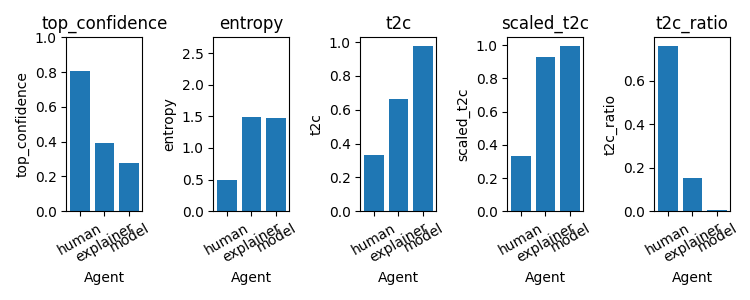 top_confidence
entropy
t2c
scaled_t2c
t2c_ratio
top_confidence
1.0
0.8
0.6
0.4
0.2
0.0
human
explainer
model
Agent
entropy
2.5
2.0
1.5
1.0
0.5
0.0
human
explainer
model
Agent
t2c
1.0
0.8
0.6
0.4
0.2
0.0
human
explainer
model
Agent
scaled_t2c
1.0
0.8
0.6
0.4
0.2
0.0
human
explainer
model
Agent
t2c_ratio
0.6
0.4
0.2
0.0
human
explainer
model
Agent